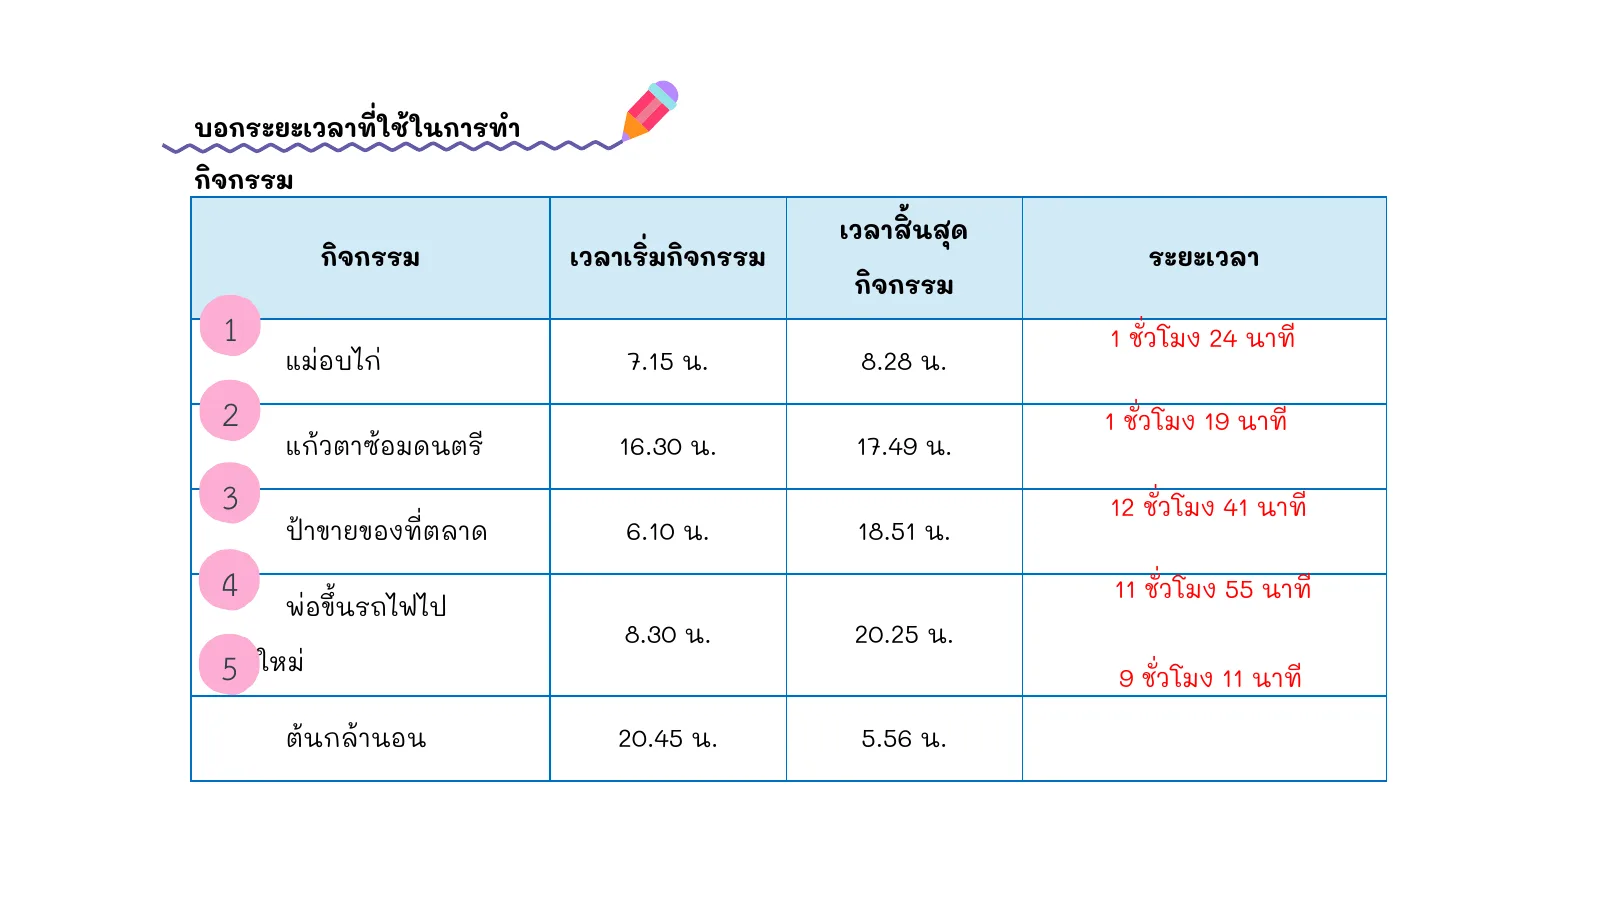 บอกระยะเวลาที่ใช้ในการทำ
กิจกรรม
กิจกรรม เวลาเริ่มกิจกรรม เวลาสิ้นสุด กิจกรรม ระยะเวลา
1 แม่อบไก่ 7.15 น. 8.28 น. 1 ชั่วโมง 24 นาที
2 แก้วตาซ้อมดนตรี 16.30 น. 17.49 น. 1 ชั่วโมง 19 นาที
3 ป้าขายของที่ตลาด 6.10 น. 18.51 น. 12 ชั่วโมง 41 นาที
4 พ่อขึ้นรถไฟไป 8.30 น. 20.25 น. 11 ชั่วโมง 55 นาที
5 ใหม่ 9 ชั่วโมง 11 นาที
ต้นกล้านอน 20.45 น. 5.56 น.